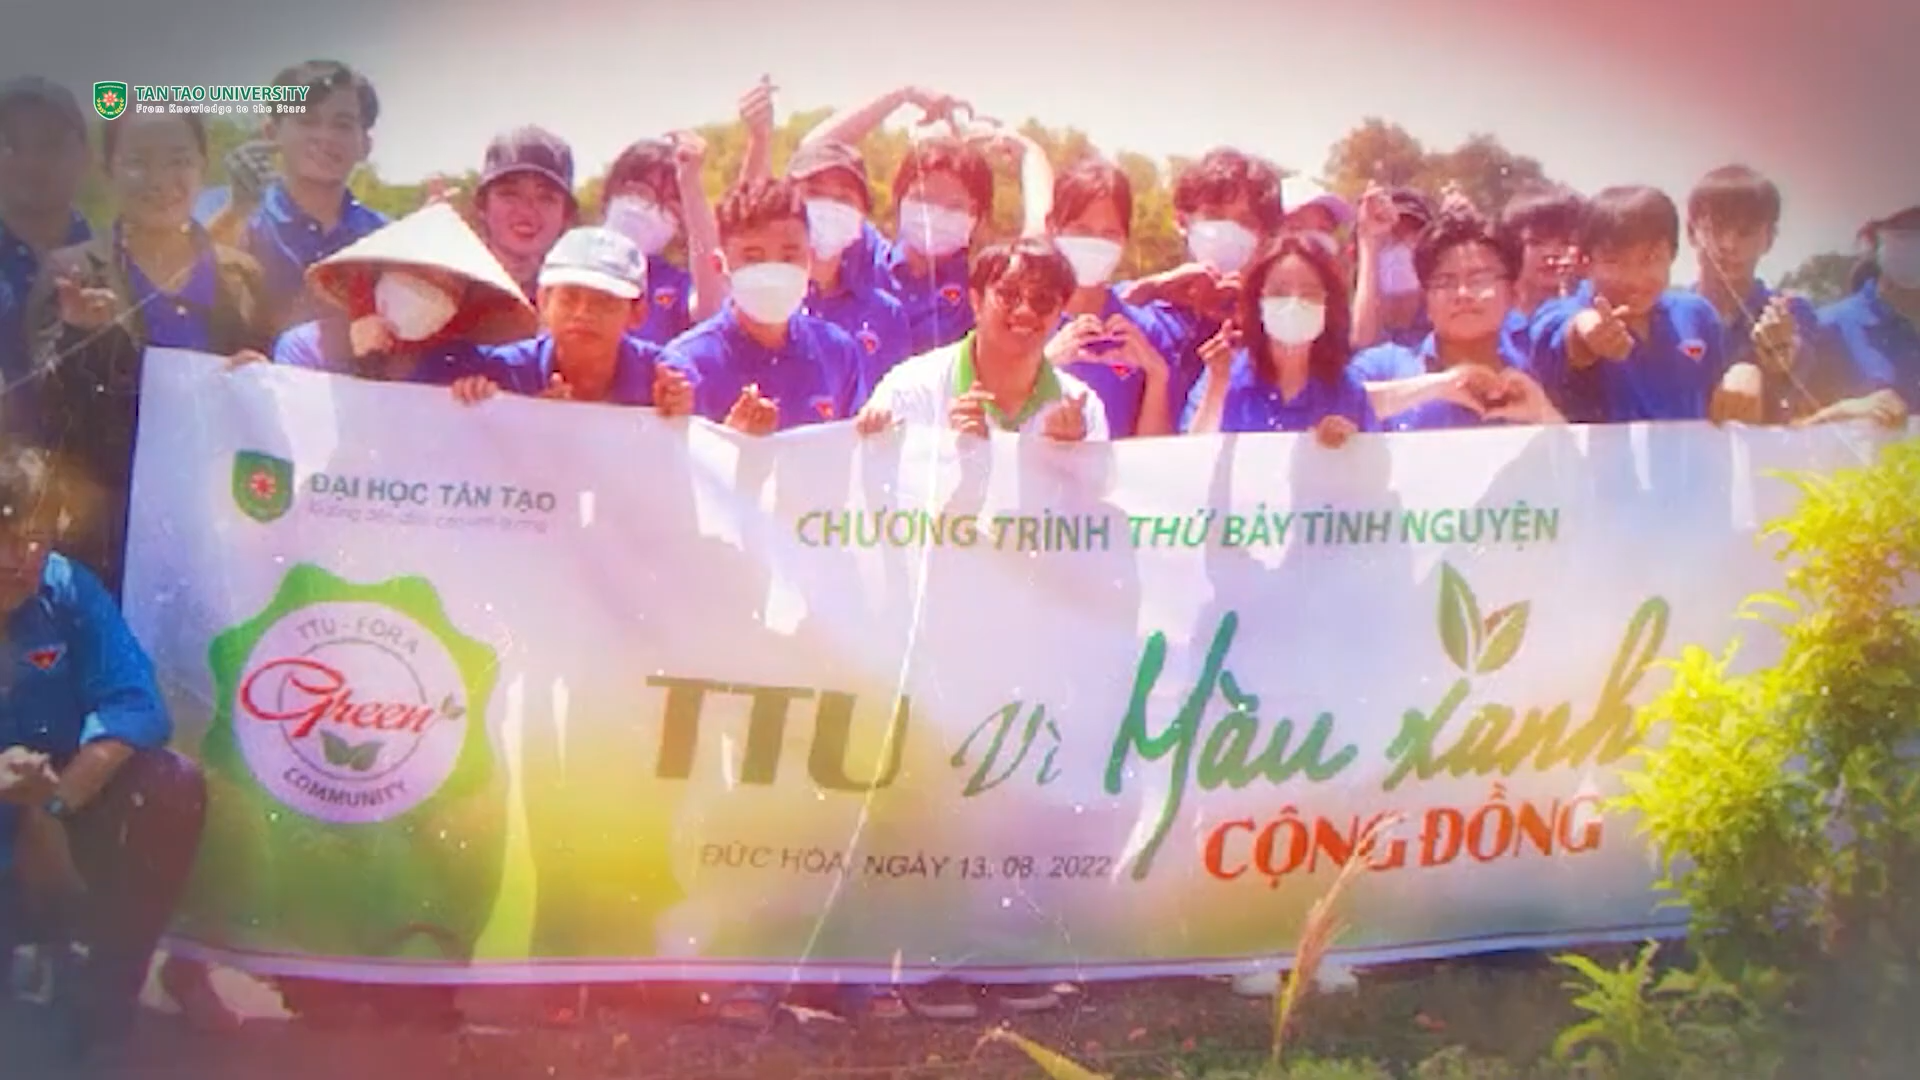 TAN TAO UNIVERSITY
From Knowledge to the Stars
ĐẠI HỌC TÂN TẠO
CHƯƠNG TRÌNH THỨ BẢY TÌNH NGUYỆN
TTU - FORA
Green
COMMUNITY
TTU Vì Màu xanh
CỘNG ĐỒNG
ĐỨC HÒA, NGÀY 13. 08. 2022